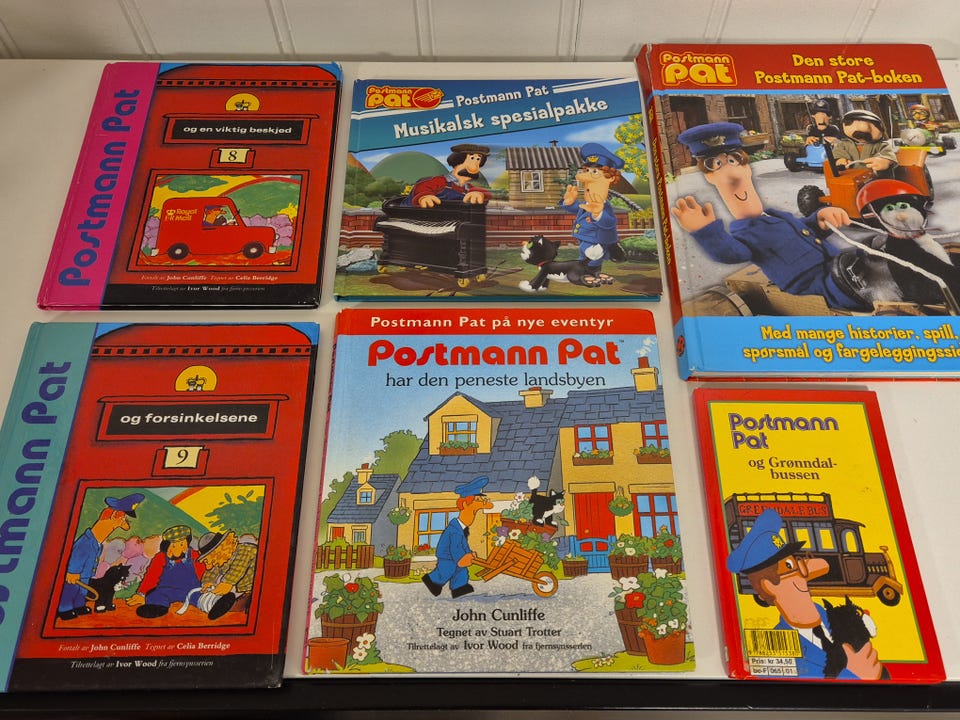 Postmann Pat
og en viktig beskjed
8
Royal
Mail
Fortalt av John Cunliffe Tegnet av Celia Berridge
Tilrettelagt av Ivor Wood fra fjernsynsserien
Postmann
Pat
Postmann Pat
Musikalsk spesialpakke
Postmann
Pat
Den store
Postmann Pat-boken
Med mange historier, spill,
spørsmål og fargeleggingssid
Postmann Pat
og forsinkelsene
9
Fortalt av John Cunliffe Tegnet av Celia Berridge
Tilrettelagt av Ivor Wood fra fjernsynsserien
Postmann Pat på nye eventyr
Postmann Pat™
har den peneste landsbyen
John Cunliffe
Tegnet av Stuart Trotter
Tilrettelagt av Ivor Wood fra fjernsynsserien
Postmann
Pat
og Grønndal-
bussen
GREENDALE BUS
Pris: kr 34,50